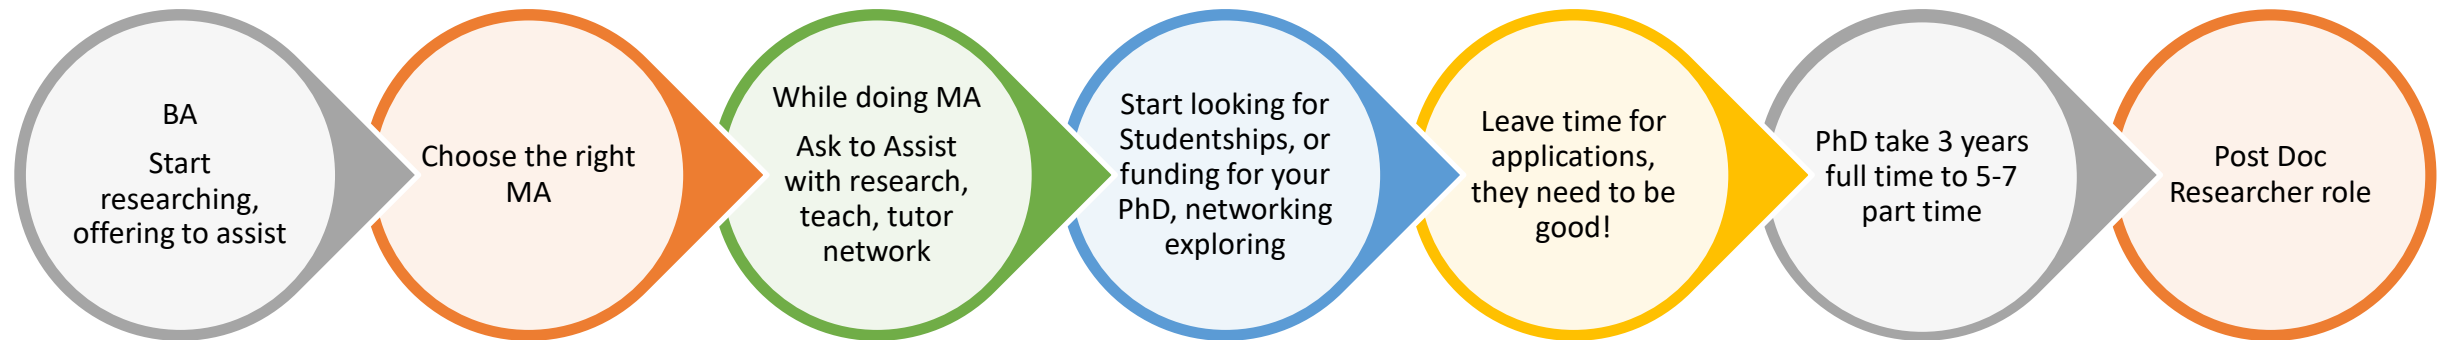 BA
Start
researching,
offering to assist
Choose the right
MA
While doing MA
Ask to Assist
with research,
teach, tutor
network
Start looking for
Studentships, or
funding for your
PhD, networking
exploring
Leave time for
applications,
they need to be
good!
PhD take 3 years
full time to 5-7
part time
Post Doc
Researcher role